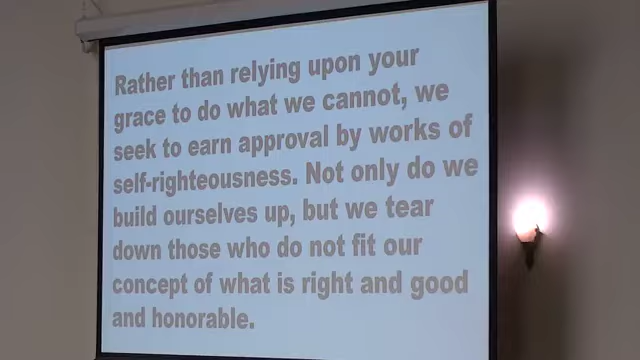 Rather than relying upon your
grace to do what we cannot, we
seek to earn approval by works of
self-righteousness. Not only do we
build ourselves up, but we tear
down those who do not fit our
concept of what is right and good
and honorable.